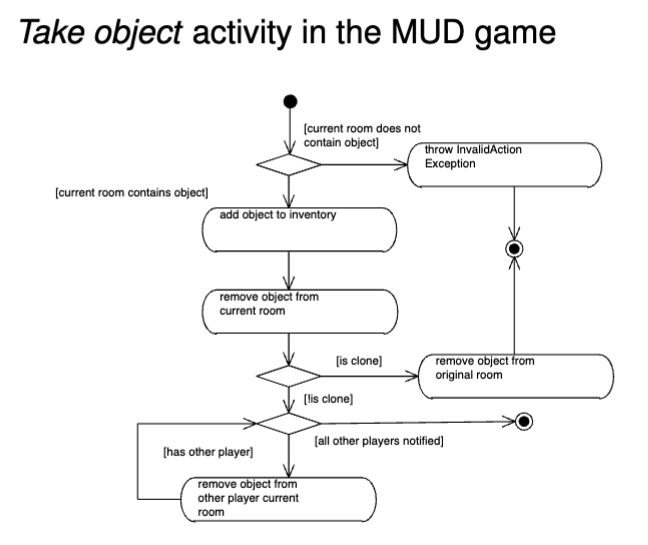 Take object activity in the MUD game
[current room does not
contain object]
throw InvalidAction
Exception
[current room contains object]
add object to inventory
remove object from
current room
[is clone]
remove object from
original room
[!is clone]
[all other players notified]
[has other player]
remove object from
other player current
room